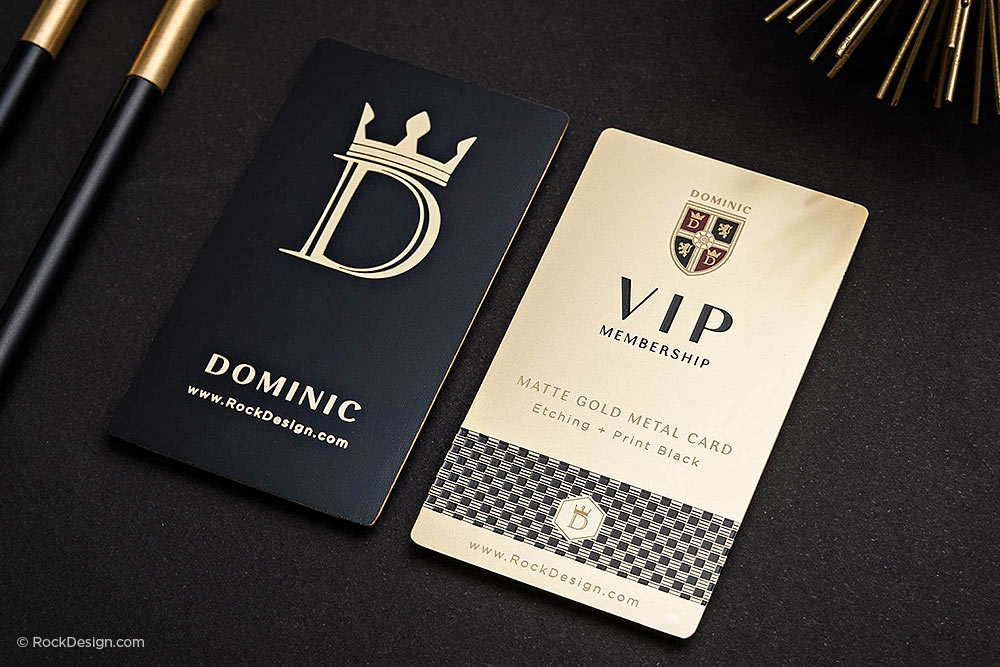 D
DOMINIC
www.RockDesign.com
DOMINIC
D
D
VIP
MEMBERSHIP
MATTE GOLD METAL CARD
Etching + Print Black
D
www.RockDesign.com
© RockDesign.com